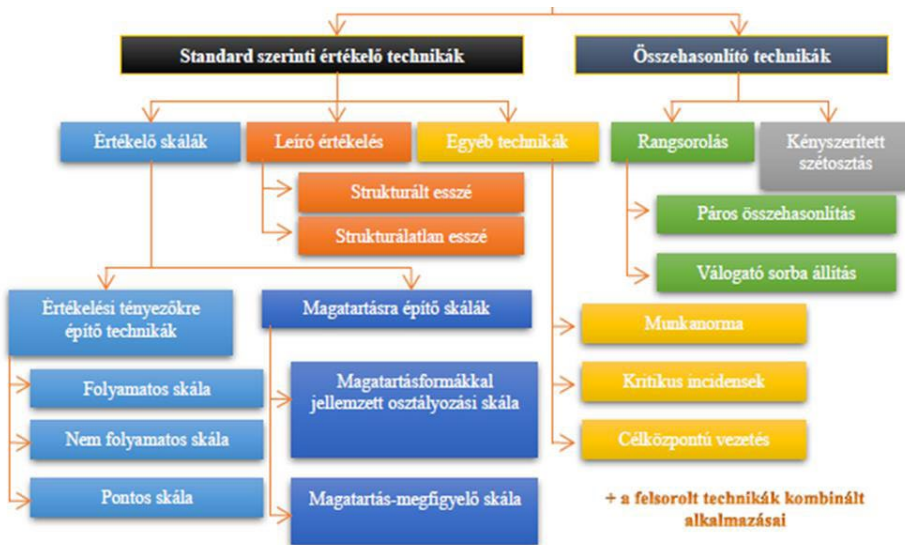 Standard szerinti értékelő technikák
Összehasonlító technikák
Értékelő skálák
Leíró értékelés
Egyéb technikák
Rangsorolás
Kényszerített
szétosztás
Strukturált esszé
Strukturálatlan esszé
Páros összehasonlítás
Válogató sorba állítás
Értékelési tényezőkre
építő technikák
Magatartásra építő skálák
Munkanorma
Folyamatos skála
Magatartásformákkal
jellemzett osztályozási skála
Kritikus incidensek
Nem folyamatos skála
Célközpontú vezetés
Pontos skála
Magatartás-megfigyelő skála
+ a felsorolt technikák kombinált
alkalmazásai